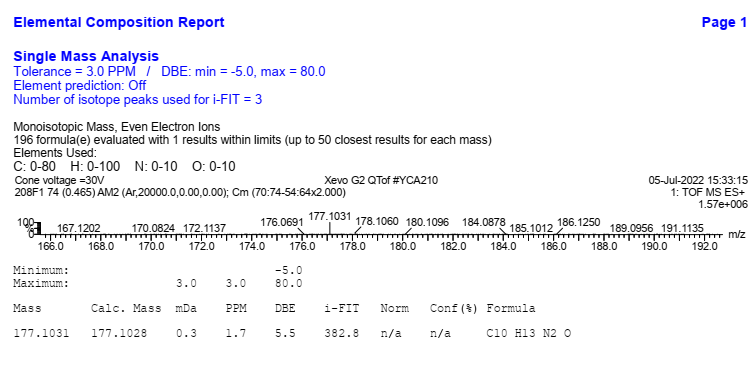 Elemental Composition Report Page 1
Single Mass Analysis
Tolerance = 3.0 PPM / DBE: min = -5.0, max = 80.0
Element prediction: Off
Number of isotope peaks used for i-FIT = 3
Monoisotopic Mass, Even Electron Ions
196 formula(e) evaluated with 1 results within limits (up to 50 closest results for each mass)
Elements Used:
C: 0-80 H: 0-100 N: 0-10 O: 0-10
Cone voltage =30V Xevo G2 QTof #YCA210 05-Jul-2022 15:33:15
208F1 74 (0.465) AM2 (Ar,20000.0,0.00,0.00); Cm (70:74-54:64x2.000) 1: TOF MS ES+
1.57e+006
100
%
0
167.1202 170.0824 172.1137 176.0691 177.1031 178.1060 180.1096 184.0878 185.1012 186.1250 189.0956 191.1135
m/z
166.0 168.0 170.0 172.0 174.0 176.0 178.0 180.0 182.0 184.0 186.0 188.0 190.0 192.0
Minimum: -5.0
Maximum: 3.0 3.0 80.0
Mass Calc. Mass mDa PPM DBE i-FIT Norm Conf(%) Formula
177.1031 177.1028 0.3 1.7 5.5 382.8 n/a n/a C10 H13 N2 O